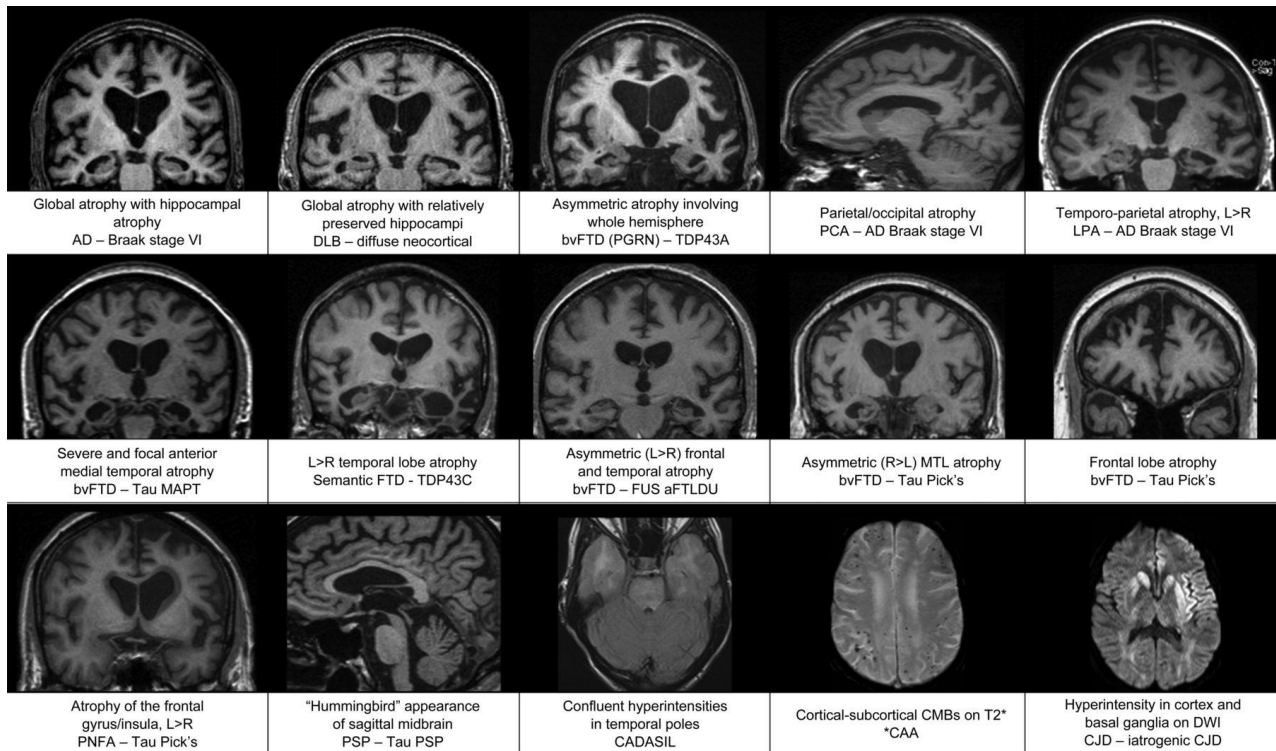 Con+T
>Sag
Global atrophy with hippocampal
atrophy
AD – Braak stage VI
Global atrophy with relatively
preserved hippocampi
DLB – diffuse neocortical
Asymmetric atrophy involving
whole hemisphere
bvFTD (PGRN) – TDP43A
Parietal/occipital atrophy
PCA – AD Braak stage VI
Temporo-parietal atrophy, L>R
LPA – AD Braak stage VI
Severe and focal anterior
medial temporal atrophy
bvFTD – Tau MAPT
L>R temporal lobe atrophy
Semantic FTD - TDP43C
Asymmetric (L>R) frontal
and temporal atrophy
bvFTD – FUS aFTLDU
Asymmetric (R>L) MTL atrophy
bvFTD – Tau Pick's
Frontal lobe atrophy
bvFTD – Tau Pick's
Atrophy of the frontal
gyrus/insula, L>R
PNFA – Tau Pick's
“Hummingbird” appearance
of sagittal midbrain
PSP – Tau PSP
Confluent hyperintensities
in temporal poles
CADASIL
Cortical-subcortical CMBs on T2*
*CAA
Hyperintensity in cortex and
basal ganglia on DWI
CJD – iatrogenic CJD